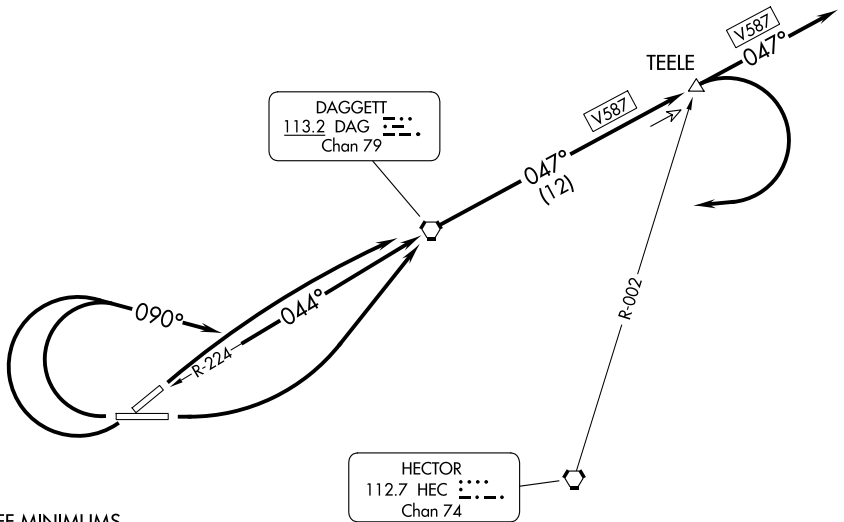 V587
047°
TEELE
DAGGETT
113.2 DAG
Chan 79
V587
047°
(12)
090°
044°
R-224
R-002
HECTOR
112.7 HEC
Chan 74